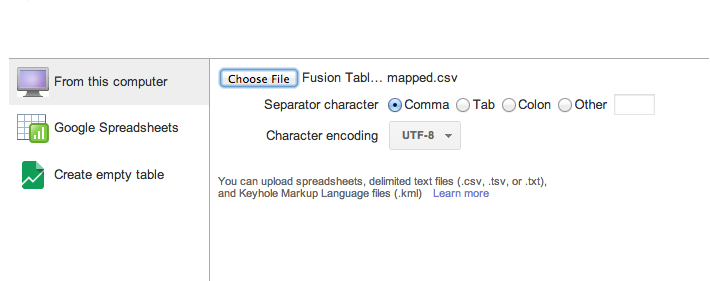 From this computer
Google Spreadsheets
Create empty table
Choose File Fusion Tabl... mapped.csv
Separator character Comma Tab Colon Other
Character encoding UTF-8
You can upload spreadsheets, delimited text files (.csv, .tsv, or .txt),
and Keyhole Markup Language files (.kml) Learn more